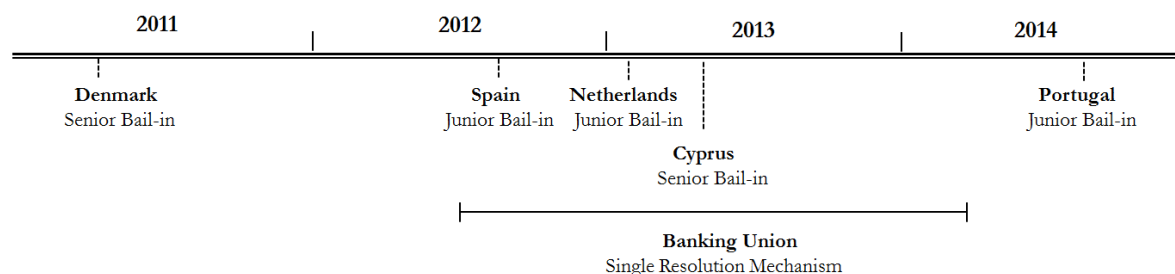 2011 2012 2013 2014
Denmark
Senior Bail-in
Spain
Junior Bail-in
Netherlands
Junior Bail-in
Cyprus
Senior Bail-in
Portugal
Junior Bail-in
Banking Union
Single Resolution Mechanism